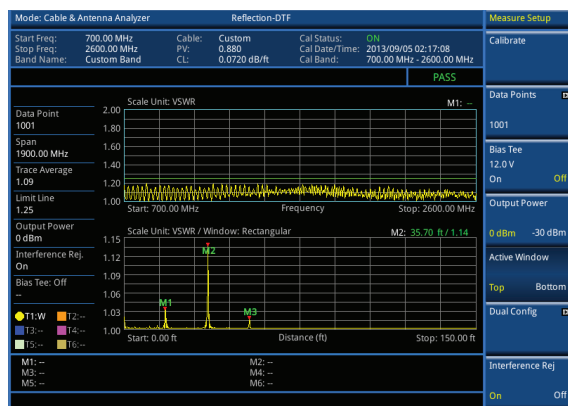 Mode: Cable & Antenna Analyzer Reflection-DTF Measure Setup
Start Freq: 700.00 MHz Cable: Custom Cal Status: ON
Stop Freq: 2600.00 MHz PV: 0.880 Cal Date/Time: 2013/09/05 02:17:08
Band Name: Custom Band CL: 0.0720 dB/ft Cal Band: 700.00 MHz - 2600.00 MHz
PASS
Data Point
1001
Span
1900.00 MHz
Trace Average
1.09
Limit Line
1.25
Output Power
0 dBm
Interference Rej.
On
Bias Tee: Off
--
T1:W T2:--
T3:-- T4:--
T5:-- T6:--
Scale Unit: VSWR M1: --
2.00
1.80
1.60
1.40
1.20
1.00
Start: 700.00 MHz Frequency Stop: 2600.00 MHz
Scale Unit: VSWR / Window: Rectangular M2: 35.70 ft / 1.14
1.15
1.12
1.09
1.06
1.03
1.00
M2
M1
M3
Start: 0.00 ft Distance (ft) Stop: 150.00 ft
M1: -- M2: --
M3: -- M4: --
M5: -- M6: --
Calibrate
Data Points
1001
Bias Tee
12.0 V
On Off
Output Power
0 dBm -30 dBm
Active Window
Top Bottom
Dual Config
Interference Rej
On Off